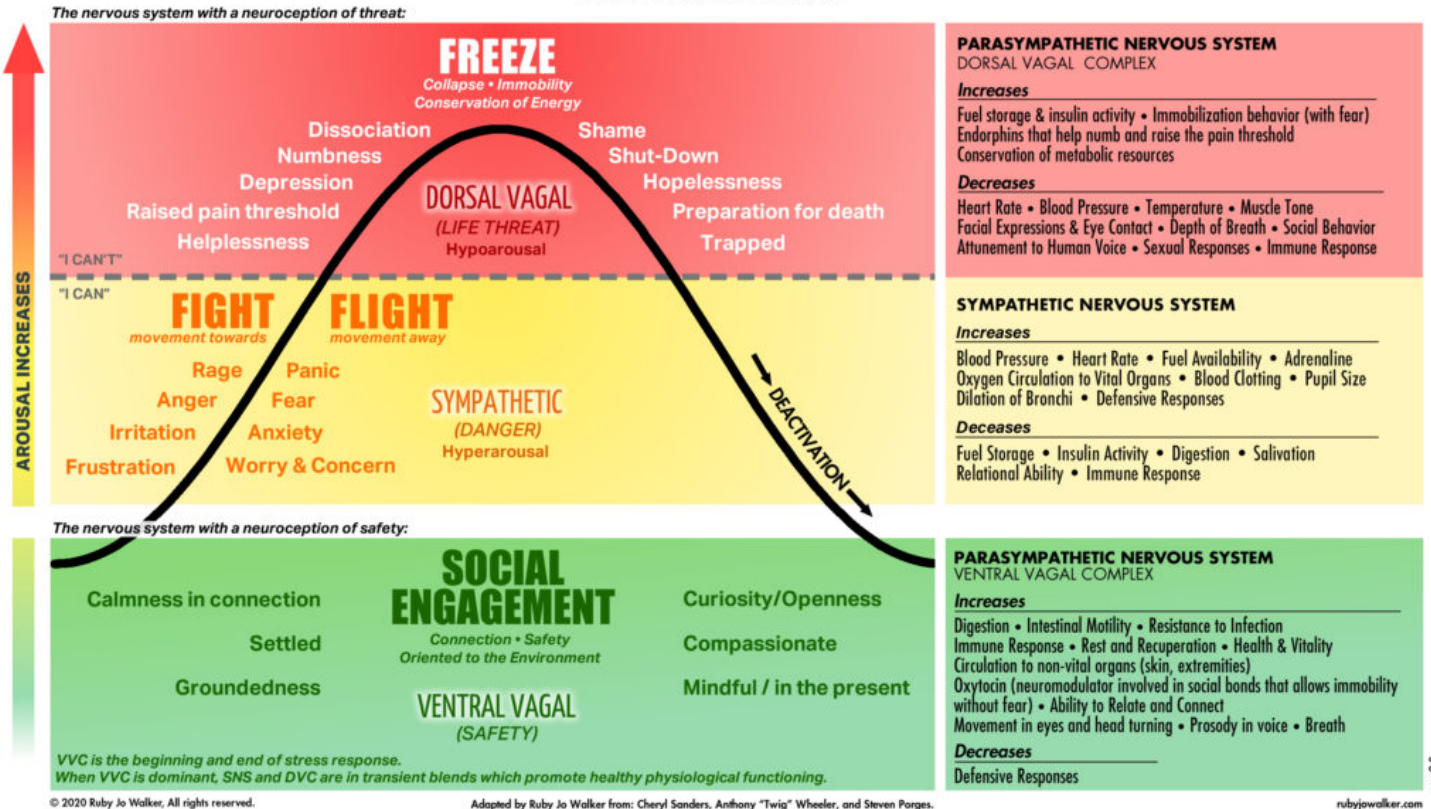 The nervous system with a neuroception of threat:
FREEZE
Collapse • Immobility
Conservation of Energy
Dissociation
Numbness
Depression
Raised pain threshold
Helplessness
Shame
Shut-Down
Hopelessness
Preparation for death
Trapped
DORSAL VAGAL
(LIFE THREAT)
Hypoarousal
"I CAN'T"
"I CAN"
AROUSAL INCREASES
FIGHT
movement towards
FLIGHT
movement away
Rage
Anger
Irritation
Frustration
Panic
Fear
Anxiety
Worry & Concern
SYMPATHETIC
(DANGER)
Hyperarousal
DEACTIVATION
The nervous system with a neuroception of safety:
SOCIAL
ENGAGEMENT
Connection • Safety
Oriented to the Environment
Calmness in connection
Settled
Groundedness
Curiosity/Openness
Compassionate
Mindful / in the present
VENTRAL VAGAL
(SAFETY)
VVC is the beginning and end of stress response.
When VVC is dominant, SNS and DVC are in transient blends which promote healthy physiological functioning.
PARASYMPATHETIC NERVOUS SYSTEM
DORSAL VAGAL COMPLEX
Increases
Fuel storage & insulin activity • Immobilization behavior (with fear)
Endorphins that help numb and raise the pain threshold
Conservation of metabolic resources
Decreases
Heart Rate • Blood Pressure • Temperature • Muscle Tone
Facial Expressions & Eye Contact • Depth of Breath • Social Behavior
Attunement to Human Voice • Sexual Responses • Immune Response
SYMPATHETIC NERVOUS SYSTEM
Increases
Blood Pressure • Heart Rate • Fuel Availability • Adrenaline
Oxygen Circulation to Vital Organs • Blood Clotting • Pupil Size
Dilation of Bronchi • Defensive Responses
Deceases
Fuel Storage • Insulin Activity • Digestion • Salivation
Relational Ability • Immune Response
PARASYMPATHETIC NERVOUS SYSTEM
VENTRAL VAGAL COMPLEX
Increases
Digestion • Intestinal Motility • Resistance to Infection
Immune Response • Rest and Recuperation • Health & Vitality
Circulation to non-vital organs (skin, extremities)
Oxytocin (neuromodulator involved in social bonds that allows immobility
without fear) • Ability to Relate and Connect
Movement in eyes and head turning • Prosody in voice • Breath
Decreases
Defensive Responses
© 2020 Ruby Jo Walker, All rights reserved.
Adapted by Ruby Jo Walker from: Cheryl Sanders, Anthony "Twig" Wheeler, and Steven Porges.
rubyjowalker.com